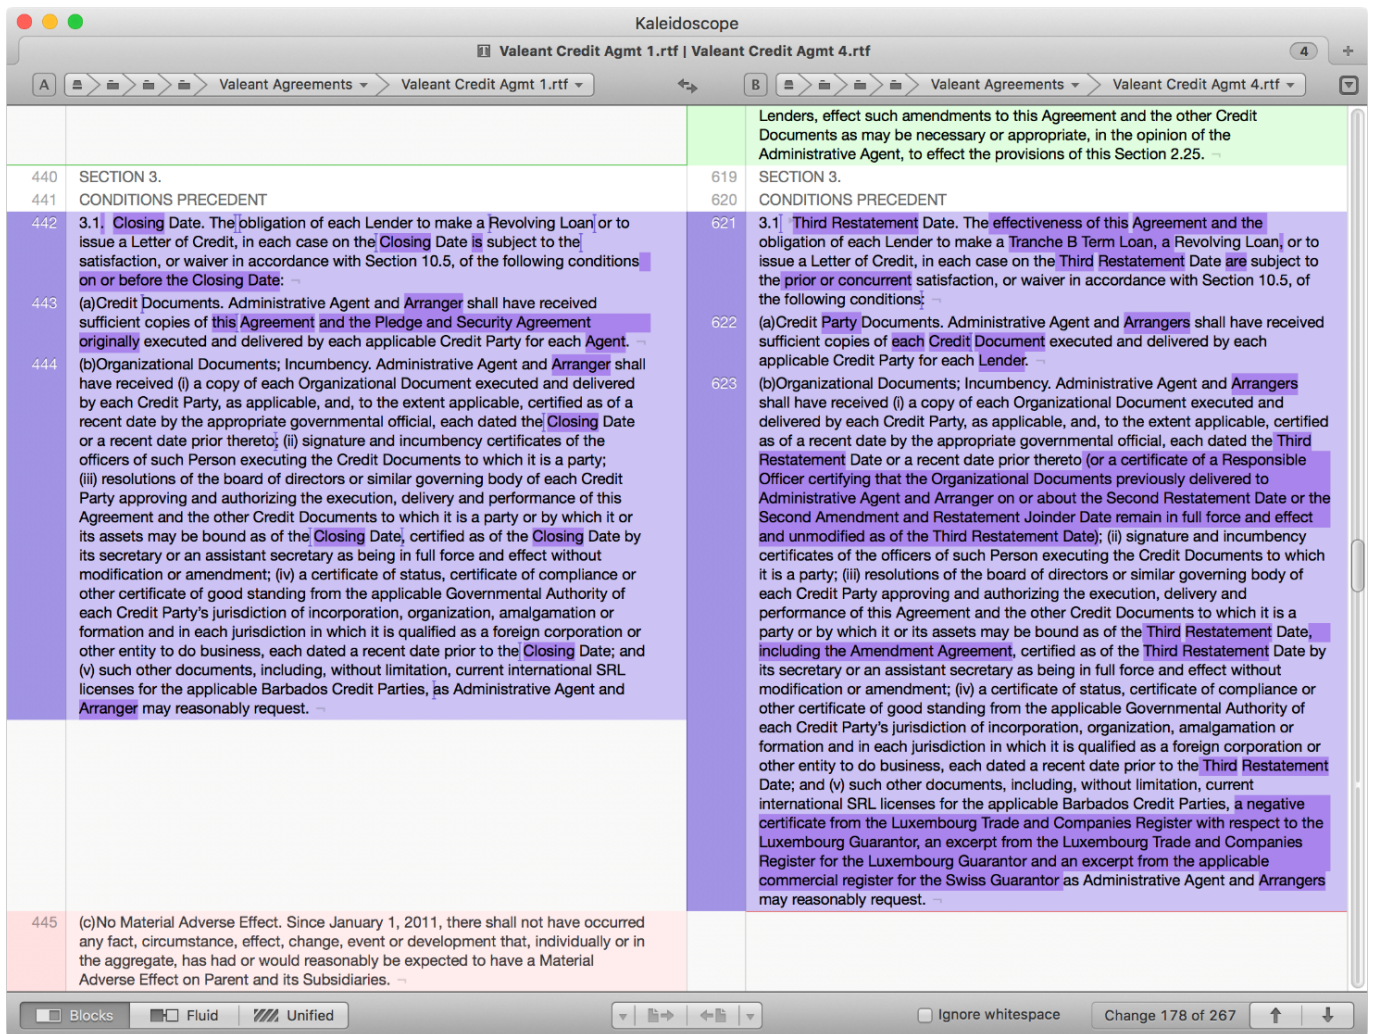 Kaleidoscope
Valeant Credit Agmt 1.rtf | Valeant Credit Agmt 4.rtf
4
A
Valeant Agreements
Valeant Credit Agmt 1.rtf
B
Valeant Agreements
Valeant Credit Agmt 4.rtf
440 SECTION 3.
441 CONDITIONS PRECEDENT
442 3.1. Closing Date. The obligation of each Lender to make a Revolving Loan or to
issue a Letter of Credit, in each case on the Closing Date is subject to the
satisfaction, or waiver in accordance with Section 10.5, of the following conditions
on or before the Closing Date:
443 (a)Credit Documents. Administrative Agent and Arranger shall have received
sufficient copies of this Agreement and the Pledge and Security Agreement
originally executed and delivered by each applicable Credit Party for each Agent.
444 (b)Organizational Documents; Incumbency. Administrative Agent and Arranger shall
have received (i) a copy of each Organizational Document executed and delivered
by each Credit Party, as applicable, and, to the extent applicable, certified as of a
recent date by the appropriate governmental official, each dated the Closing Date
or a recent date prior thereto; (ii) signature and incumbency certificates of the
officers of such Person executing the Credit Documents to which it is a party;
(iii) resolutions of the board of directors or similar governing body of each Credit
Party approving and authorizing the execution, delivery and performance of this
Agreement and the other Credit Documents to which it is a party or by which it or
its assets may be bound as of the Closing Date, certified as of the Closing Date by
its secretary or an assistant secretary as being in full force and effect without
modification or amendment; (iv) a certificate of status, certificate of compliance or
other certificate of good standing from the applicable Governmental Authority of
each Credit Party’s jurisdiction of incorporation, organization, amalgamation or
formation and in each jurisdiction in which it is qualified as a foreign corporation or
other entity to do business, each dated a recent date prior to the Closing Date; and
(v) such other documents, including, without limitation, current international SRL
licenses for the applicable Barbados Credit Parties, as Administrative Agent and
Arranger may reasonably request.
445 (c)No Material Adverse Effect. Since January 1, 2011, there shall not have occurred
any fact, circumstance, effect, change, event or development that, individually or in
the aggregate, has had or would reasonably be expected to have a Material
Adverse Effect on Parent and its Subsidiaries.
Lenders, effect such amendments to this Agreement and the other Credit
Documents as may be necessary or appropriate, in the opinion of the
Administrative Agent, to effect the provisions of this Section 2.25.
619 SECTION 3.
620 CONDITIONS PRECEDENT
621 3.1 Third Restatement Date. The effectiveness of this Agreement and the
obligation of each Lender to make a Tranche B Term Loan, a Revolving Loan, or to
issue a Letter of Credit, in each case on the Third Restatement Date are subject to
the prior or concurrent satisfaction, or waiver in accordance with Section 10.5, of
the following conditions:
622 (a)Credit Party Documents. Administrative Agent and Arrangers shall have received
sufficient copies of each Credit Document executed and delivered by each
applicable Credit Party for each Lender.
623 (b)Organizational Documents; Incumbency. Administrative Agent and Arrangers
shall have received (i) a copy of each Organizational Document executed and
delivered by each Credit Party, as applicable, and, to the extent applicable, certified
as of a recent date by the appropriate governmental official, each dated the Third
Restatement Date or a recent date prior thereto (or a certificate of a Responsible
Officer certifying that the Organizational Documents previously delivered to
Administrative Agent and Arranger on or about the Second Restatement Date or the
Second Amendment and Restatement Joinder Date remain in full force and effect
and unmodified as of the Third Restatement Date); (ii) signature and incumbency
certificates of the officers of such Person executing the Credit Documents to which
it is a party; (iii) resolutions of the board of directors or similar governing body of
each Credit Party approving and authorizing the execution, delivery and
performance of this Agreement and the other Credit Documents to which it is a
party or by which it or its assets may be bound as of the Third Restatement Date,
including the Amendment Agreement, certified as of the Third Restatement Date by
its secretary or an assistant secretary as being in full force and effect without
modification or amendment; (iv) a certificate of status, certificate of compliance or
other certificate of good standing from the applicable Governmental Authority of
each Credit Party’s jurisdiction of incorporation, organization, amalgamation or
formation and in each jurisdiction in which it is qualified as a foreign corporation or
other entity to do business, each dated a recent date prior to the Third Restatement
Date; and (v) such other documents, including, without limitation, current
international SRL licenses for the applicable Barbados Credit Parties, a negative
certificate from the Luxembourg Trade and Companies Register with respect to the
Luxembourg Guarantor, an excerpt from the Luxembourg Trade and Companies
Register for the Luxembourg Guarantor and an excerpt from the applicable
commercial register for the Swiss Guarantor as Administrative Agent and Arrangers
may reasonably request.
Blocks
Fluid
Unified
Ignore whitespace
Change 178 of 267